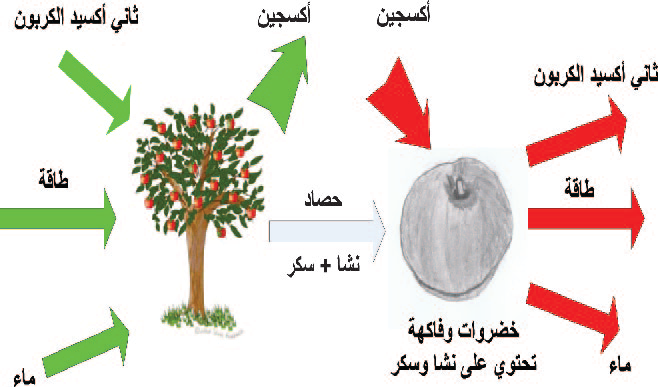 ثاني أكسيد الكربون
أكسجين
أكسجين
ثاني أكسيد الكربون
طاقة
حصاد
طاقة
نشا + سكر
خضروات وفاكهة
تحتوي على نشا وسكر
ماء
ماء